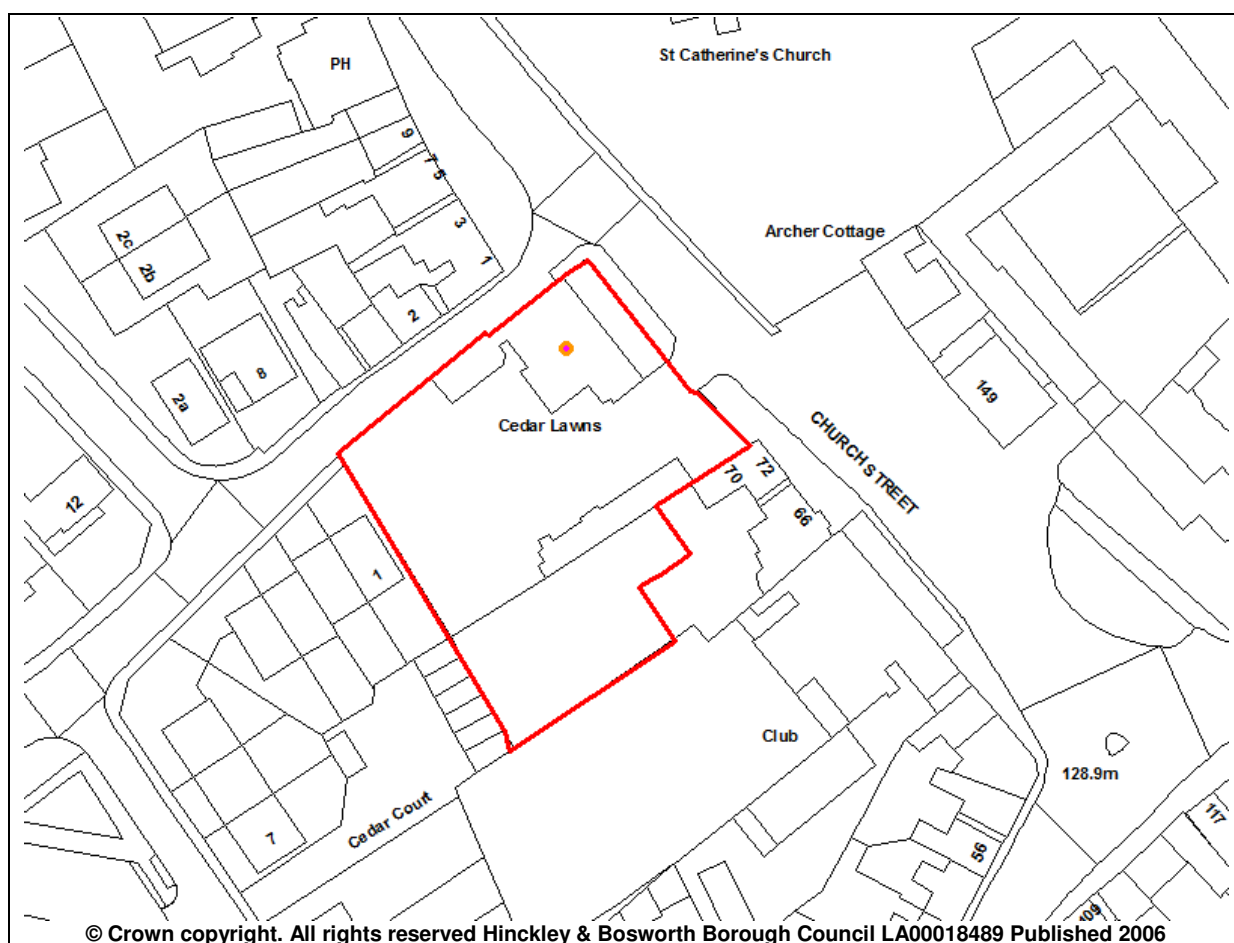 St Catherine's Church
PH
9
7
5
3
1
2
2c
2b
8
2a
12
Archer Cottage
149
Cedar Lawns
CHURCH STREET
72
70
66
1
7
Cedar Court
Club
128.9m
56
117
109
© Crown copyright. All rights reserved Hinckley & Bosworth Borough Council LA00018489 Published 2006